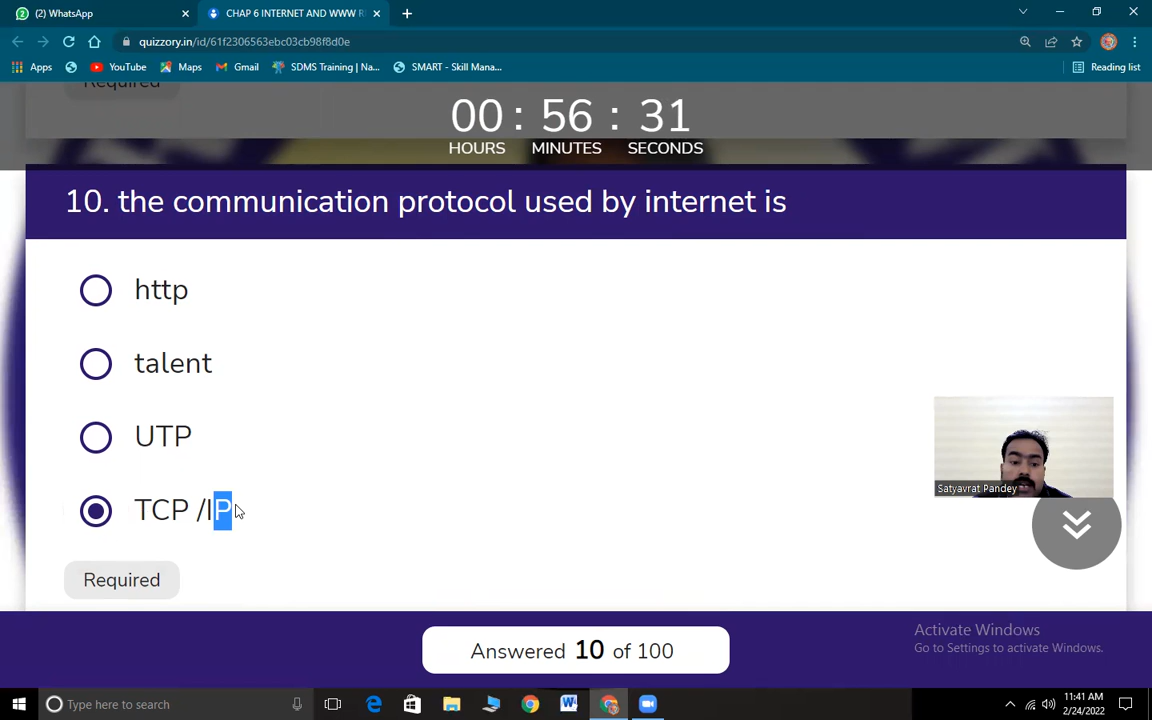 (2) WhatsApp
CHAP 6 INTERNET AND WWW R
quizzory.in/id/61f2306563ebc03cb98f8d0e
Apps
YouTube
Maps
Gmail
SDMS Training | Na...
SMART - Skill Mana...
Reading list
Required
00 : 56 : 31
HOURS MINUTES SECONDS
10. the communication protocol used by internet is
http
talent
UTP
TCP /IP
Satyavrat Pandey
Required
Answered 10 of 100
Activate Windows
Go to Settings to activate Windows.
Type here to search
11:41 AM
2/24/2022